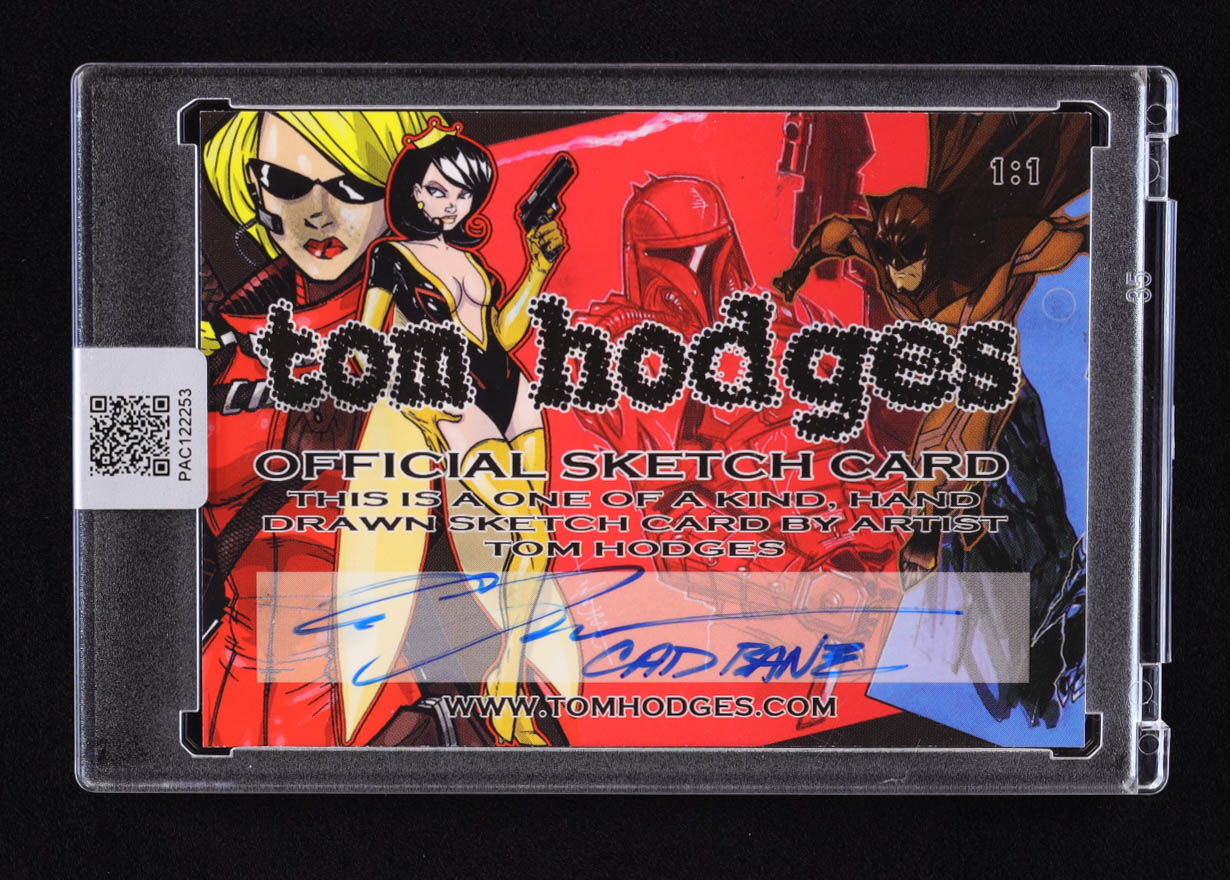 1:1
35
tom hodges
PAC122253
OFFICIAL SKETCH CARD
THIS IS A ONE OF A KIND, HAND
DRAWN SKETCH CARD BY ARTIST
TOM HODGES
CAD BANE
WWW.TOMHODGES.COM